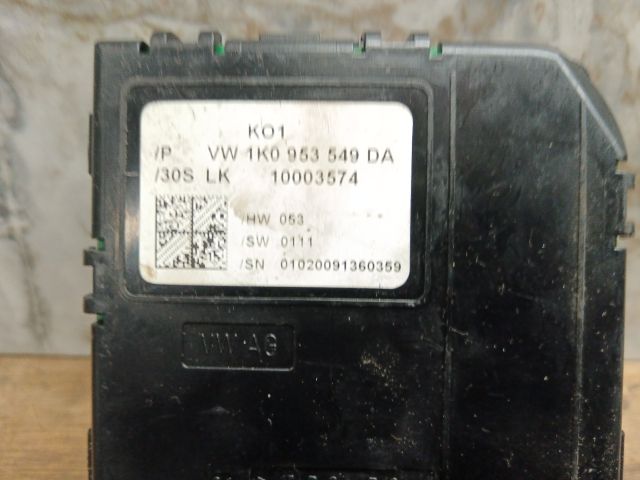 KO1
/P VW 1K0 953 549 DA
/30S LK 10003574
/HW 053
/SW 0111
/SN 01020091360359
VW AG